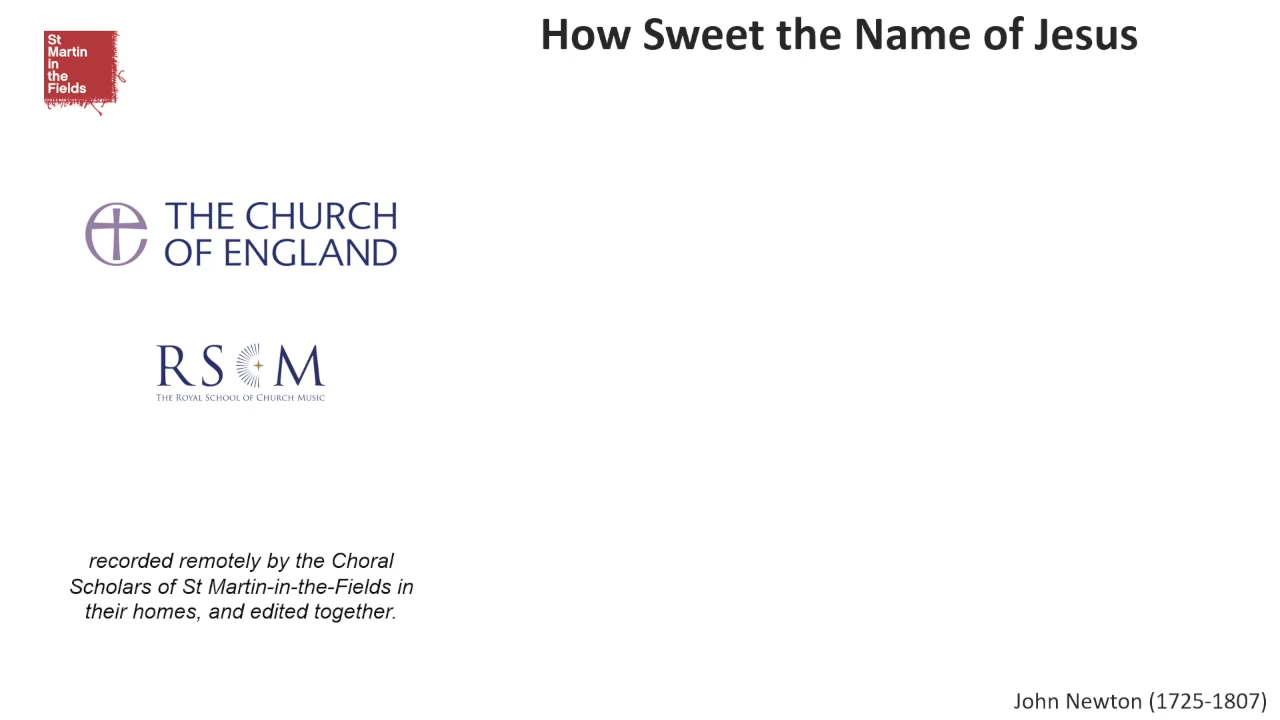 How Sweet the Name of Jesus
St
Martin
in
the
Fields
THE CHURCH
OF ENGLAND
RSCM
THE ROYAL SCHOOL OF CHURCH MUSIC
recorded remotely by the Choral
Scholars of St Martin-in-the-Fields in
their homes, and edited together.
John Newton (1725-1807)